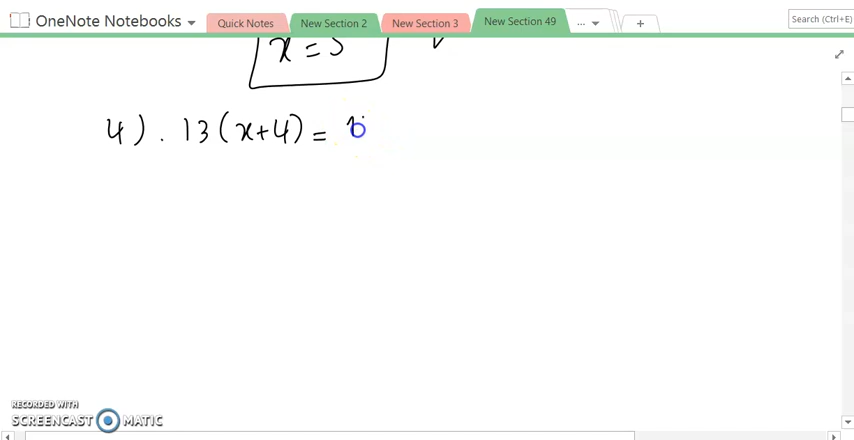 OneNote Notebooks
Quick Notes
New Section 2
New Section 3
New Section 49
...
+
Search (Ctrl+E)
x = 5
4) . 13(x+4) =
RECORDED WITH
SCREENCAST MATIC